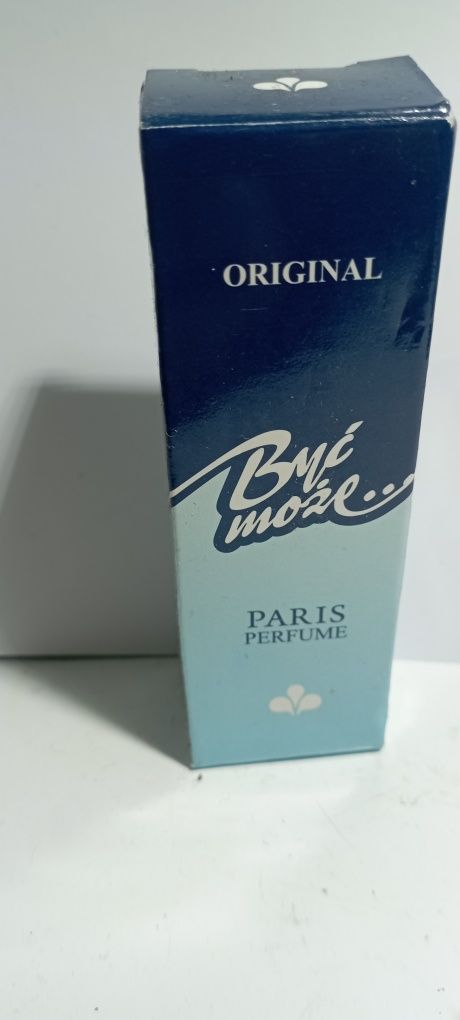 ORIGINAL
Być
może...
PARIS
PERFUME